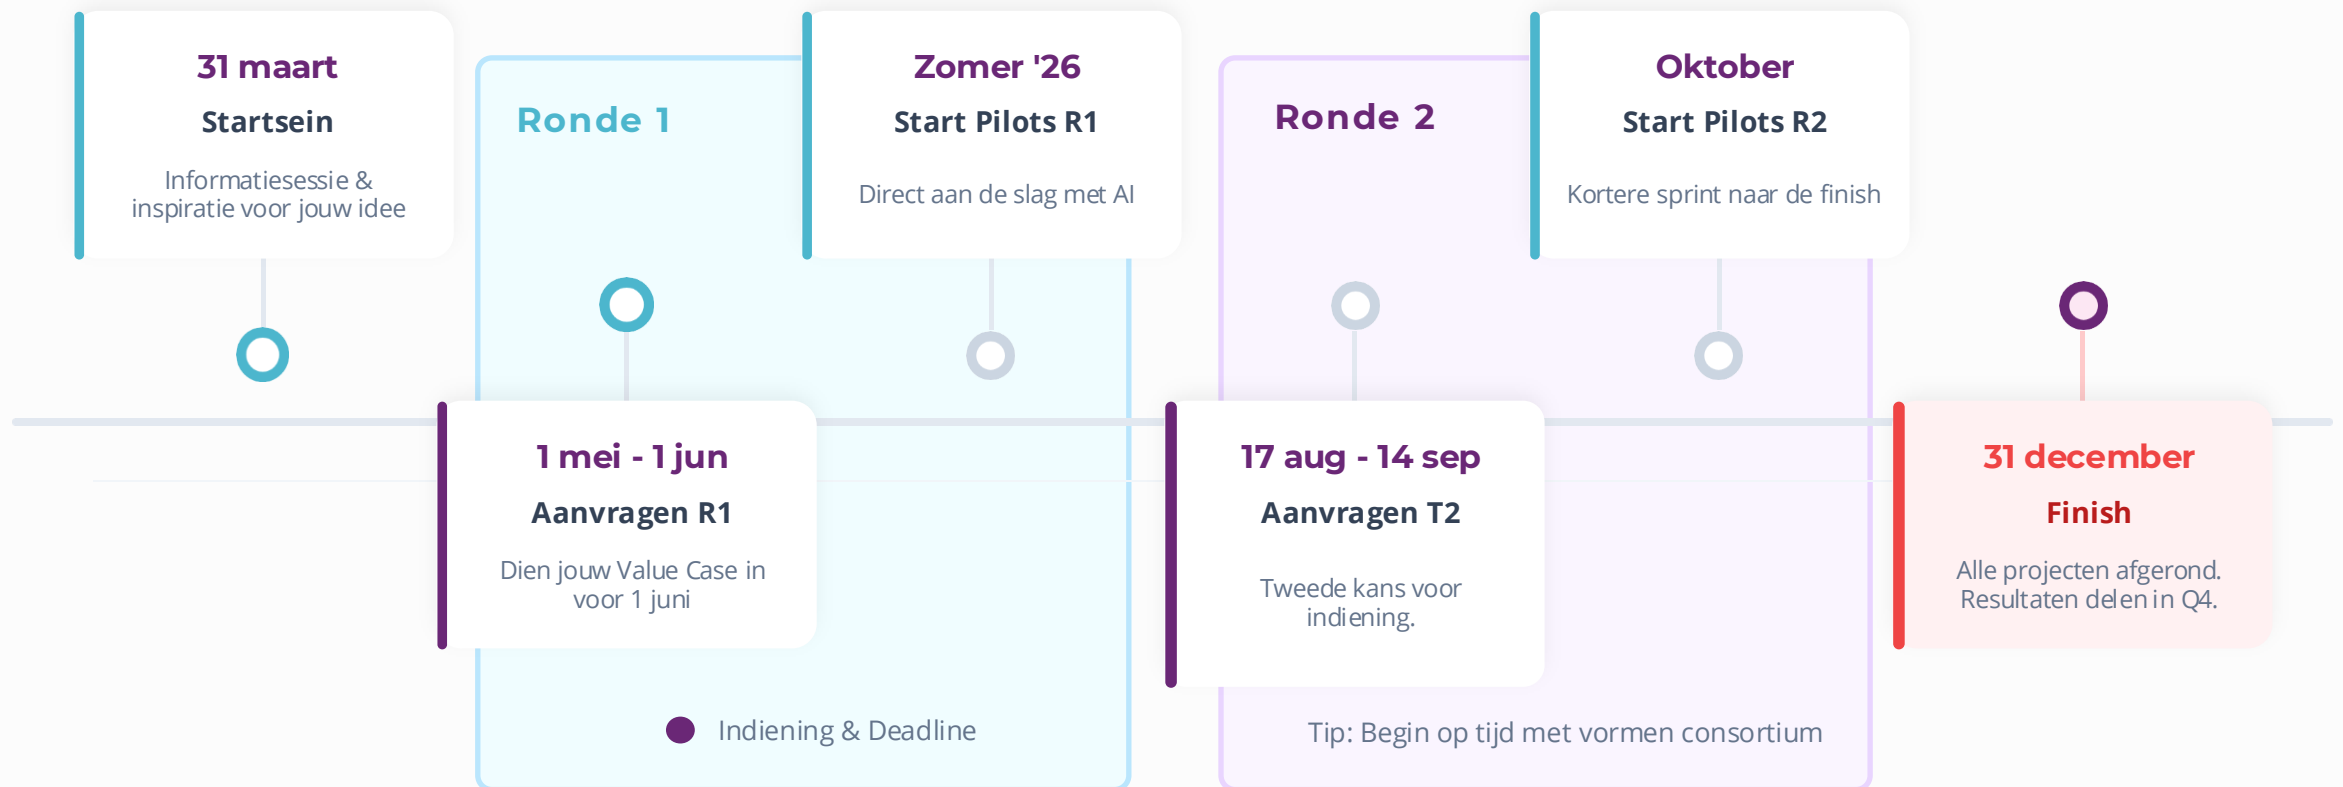 31 maart
Startsein
Informatiesessie &
inspiratie voor jouw idee
Ronde 1
Zomer '26
Start Pilots R1
Direct aan de slag met AI
Ronde 2
Oktober
Start Pilots R2
Kortere sprint naar de finish
1 mei - 1 jun
Aanvragen R1
Dien jouw Value Case in
voor 1 juni
17 aug - 14 sep
Aanvragen T2
Tweede kans voor
indiening.
31 december
Finish
Alle projecten afgerond.
Resultaten delen in Q4.
Indiening & Deadline
Tip: Begin op tijd met vormen consortium